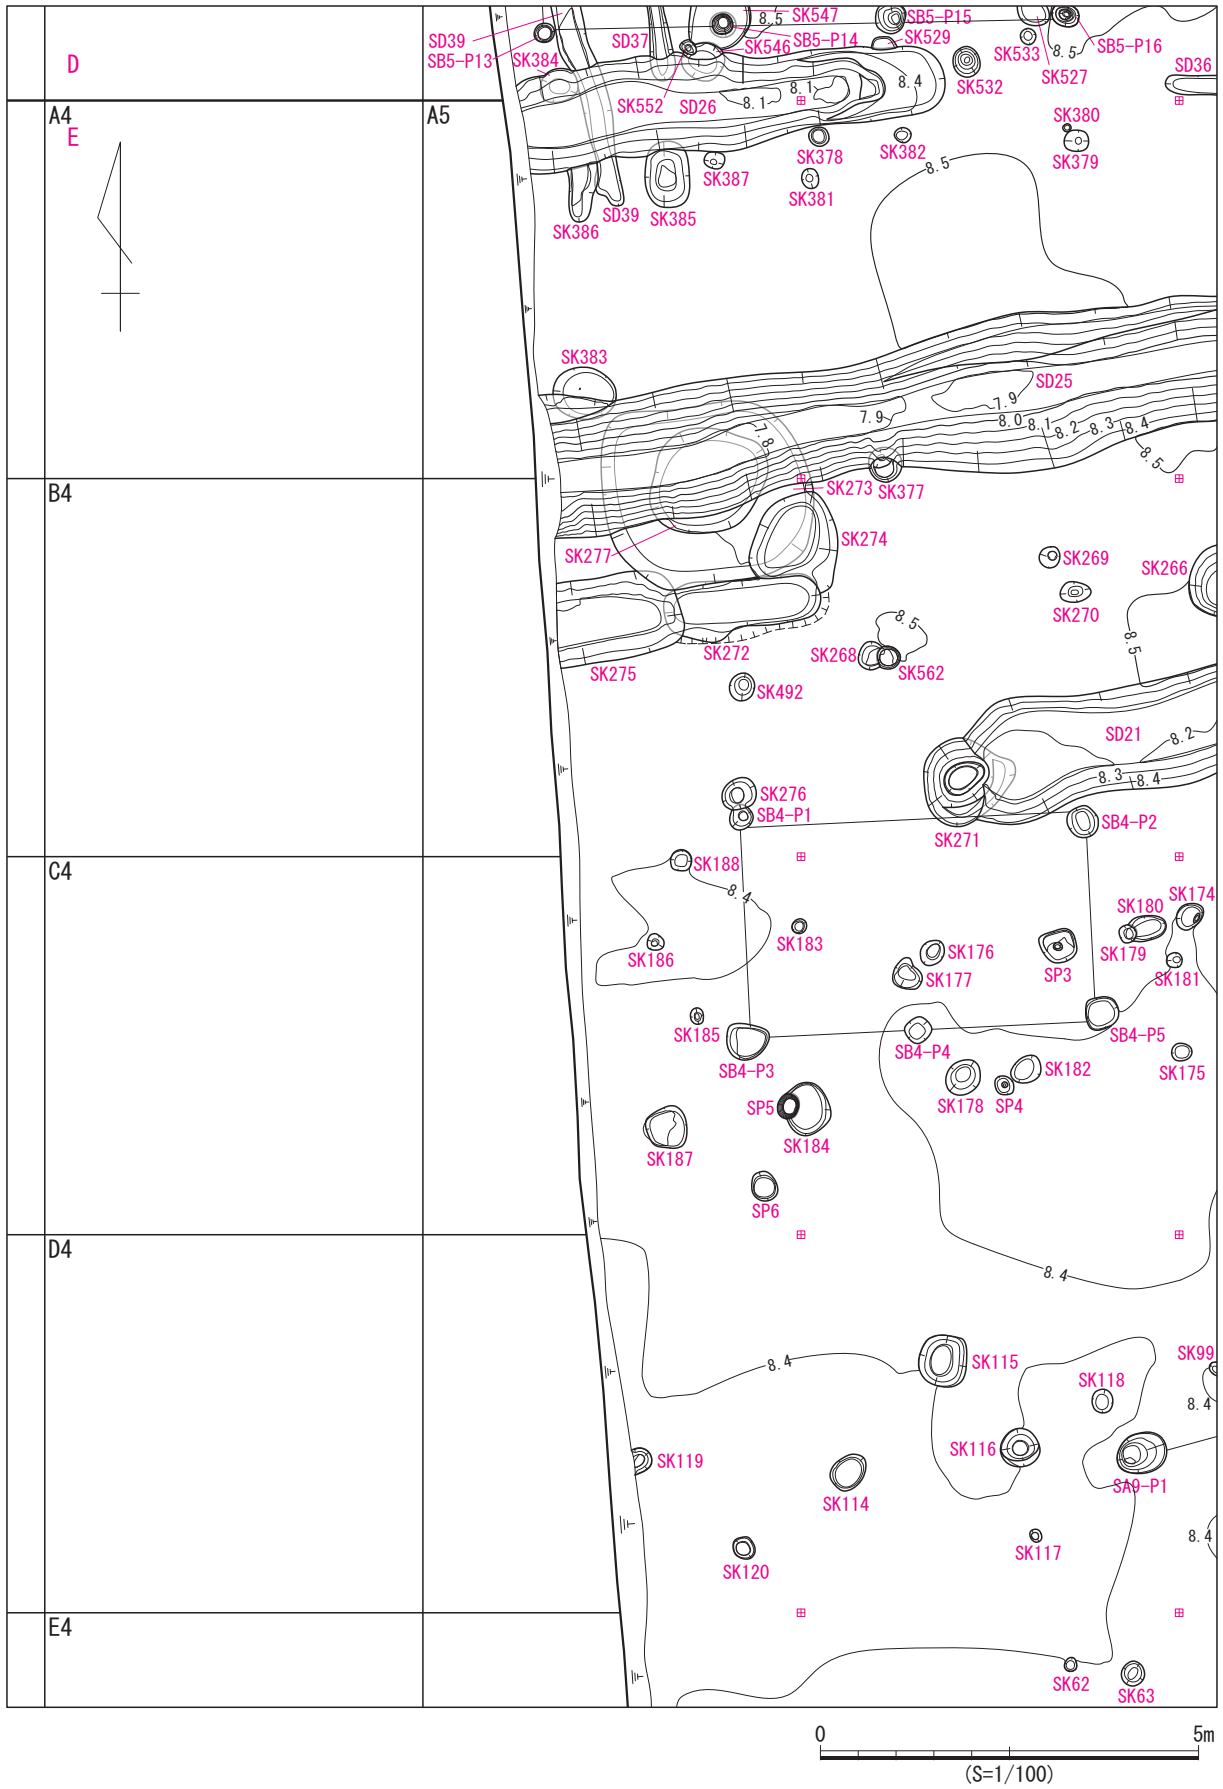 SD39
SB5-P13
SD37
8.5
SK547
SB5-P14
SK546
SB5-P15
SK529
SK533
SK527
SB5-P16
8.5
D
SK384
SK552
SD26
8.1
8.1
8.4
SK532
SD36
A4
A5
E
SK378
SK382
SK380
SK379
SK387
SK381
8.5
SK386
SD39
SK385
SK383
SD25
7.9
7.9
8.0
8.1
8.2
8.3
8.4
7.8
8.5
B4
SK273
SK377
SK277
SK274
SK269
SK266
SK270
8.5
8.5
SK275
SK272
SK268
SK562
SK492
SD21
8.2
8.3
8.4
SK276
SB4-P1
SK271
SB4-P2
C4
SK188
8.4
SK183
SK180
SK174
SK186
SK176
SK177
SP3
SK179
SK181
SK185
SB4-P3
SB4-P4
SB4-P5
SK175
SK182
SK178
SP4
SP5
SK184
SK187
SP6
D4
8.4
8.4
SK115
SK99
SK118
8.4
SK116
SK119
SK114
SA9-P1
SK117
8.4
SK120
E4
SK62
SK63
0
5m
(S=1/100)